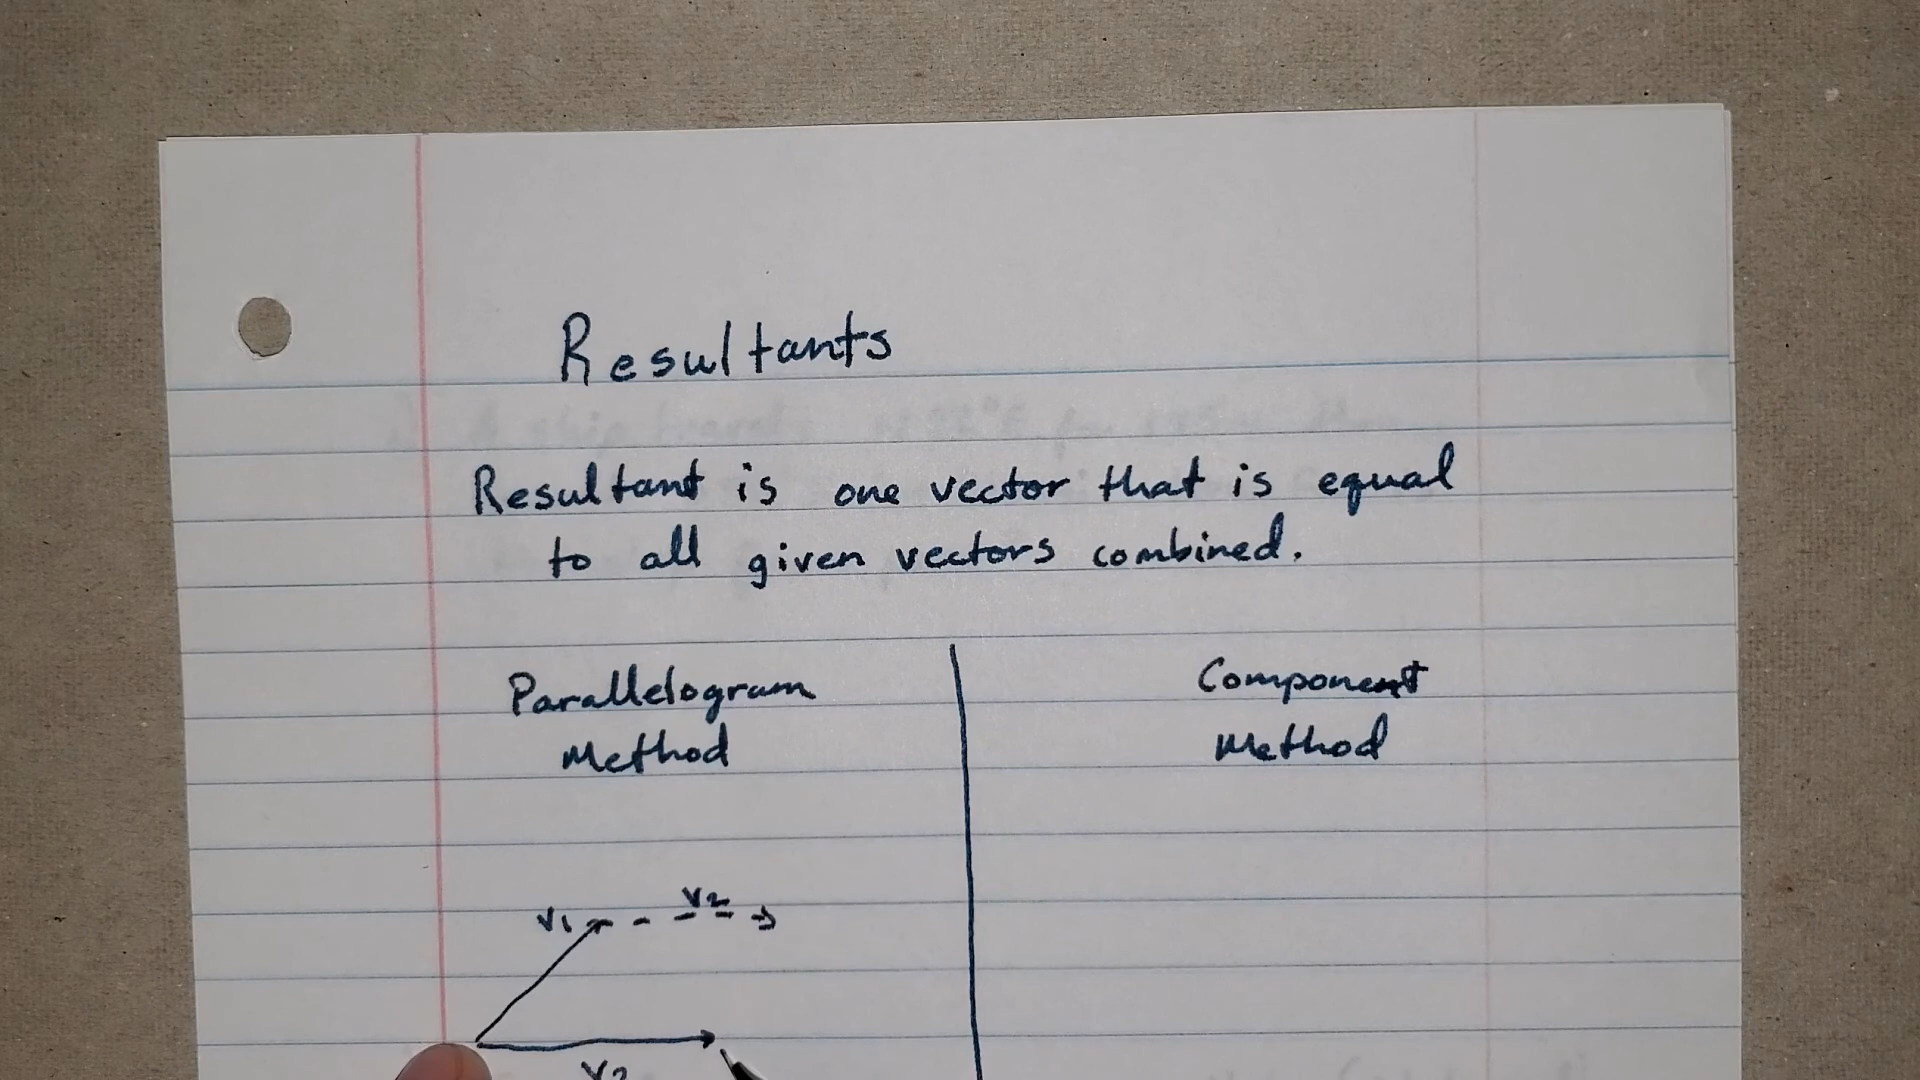 Resultants
Resultant is one vector that is equal
to all given vectors combined.
Parallelogram
Method
Component
Method
V1
V2
V2